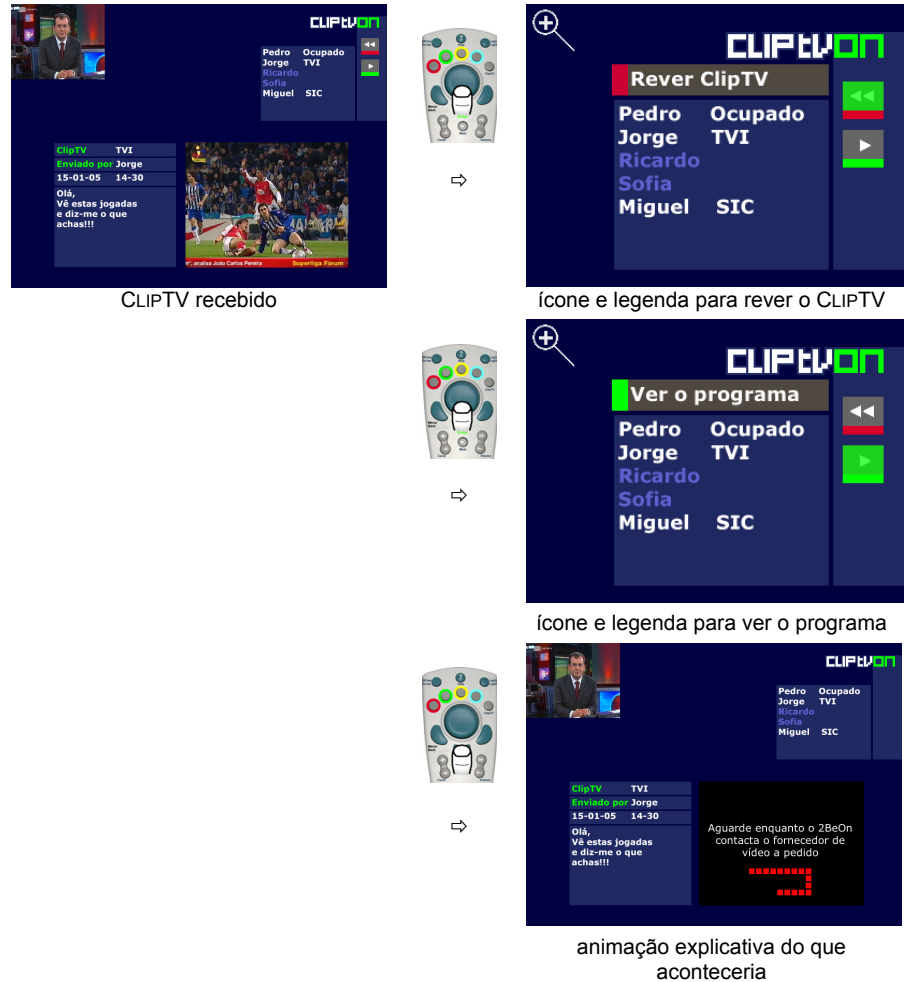 CLIPtvon
Pedro Ocupado
Jorge TVI
Ricardo
Sofia
Miguel SIC
ClipTV TVI
Enviado por Jorge
15-01-05 14-30
Olá,
Vê estas jogadas
e diz-me o que
achas!!!
", analisa João Carlos Pereira Superliga Fórum
CLIPTV recebido
⇨
CLIPtvon
Rever ClipTV
Pedro Ocupado
Jorge TVI
Ricardo
Sofia
Miguel SIC
ícone e legenda para rever o CLIPTV
⇨
CLIPtvon
Ver o programa
Pedro Ocupado
Jorge TVI
Ricardo
Sofia
Miguel SIC
ícone e legenda para ver o programa
⇨
CLIPtvon
Pedro Ocupado
Jorge TVI
Ricardo
Sofia
Miguel SIC
ClipTV TVI
Enviado por Jorge
15-01-05 14-30
Olá,
Vê estas jogadas
e diz-me o que
achas!!!
Aguarde enquanto o 2BeOn
contacta o fornecedor de
vídeo a pedido
animação explicativa do que
aconteceria